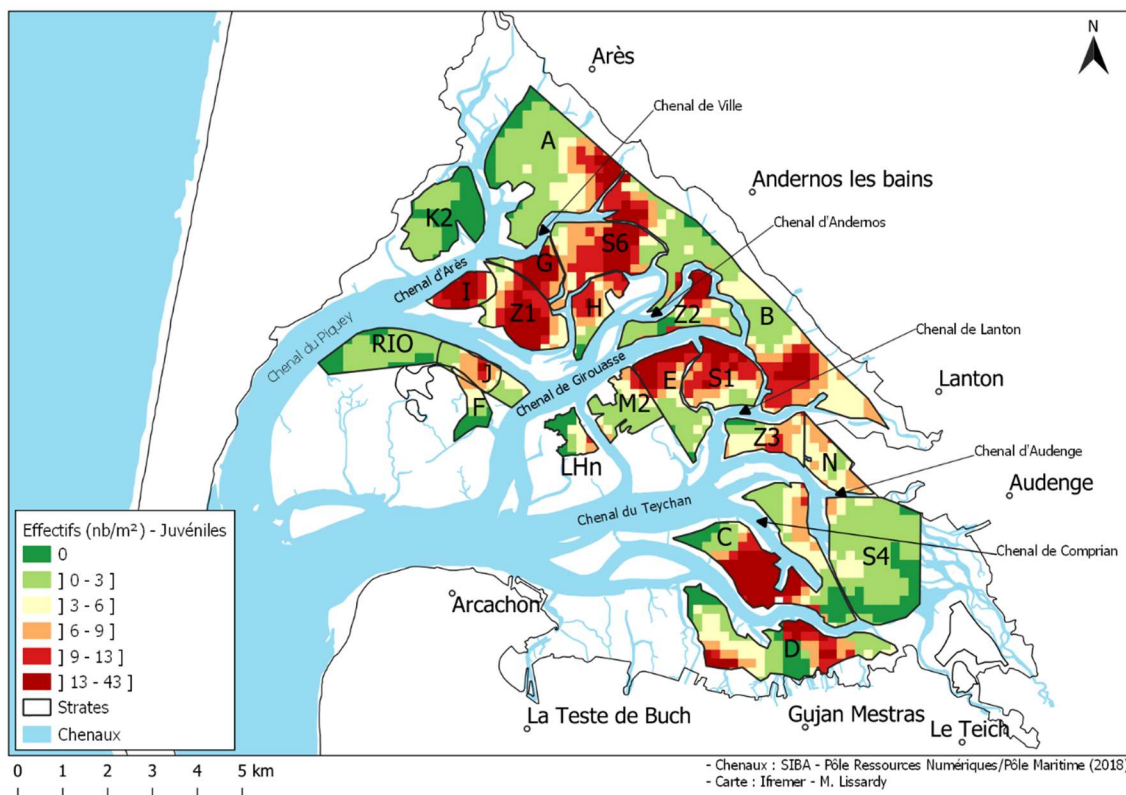 N
Arès
Chenal de Ville
A
Andernos les bains
K2
Chenal d'Andernos
S6
G
Chenal d'Arès
I
Z1
H
Z2
B
Chenal de Lanton
Chenal du Piquey
RIO
J
Chenal de Girouasse
E
S1
Lanton
F
M2
Z3
LHn
N
Chenal d'Audenge
Audenge
Chenal du Teychan
C
S4
Chenal de Comprian
Arcachon
D
La Teste de Buch
Gujan Mestras
Le Teich
Effectifs (nb/m²) - Juvéniles
0
] 0 - 3 ]
] 3 - 6 ]
] 6 - 9 ]
] 9 - 13 ]
] 13 - 43 ]
Strates
Chenaux
0 1 2 3 4 5 km
- Chenaux : SIBA - Pôle Ressources Numériques/Pôle Maritime (2018)
- Carte : Ifremer - M. Lissardy